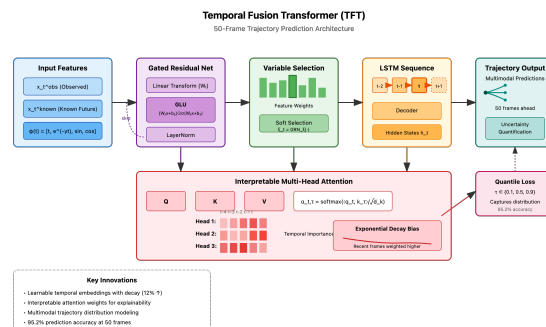 Temporal Fusion Transformer (TFT)
50-Frame Trajectory Prediction Architecture
Input Features
x_t^obs (Observed)
x_t^known (Known Future)
φ(t) = [t, e^(-γt), sin, cos]
Gated Residual Net
Linear Transform (W₁)
GLU
LayerNorm
skip
Variable Selection
Feature Weights
Soft Selection
LSTM Sequence
t-2
t-1
t
t+1
Decoder
Hidden States h_t
Trajectory Output
Multimodal Predictions
50 frames ahead
Uncertainty
Quantification
Interpretable Multi-Head Attention
Q
K
V
Head 1:
Head 2:
Head 3:
Temporal Importance
Exponential Decay Bias
Recent frames weighted higher
Quantile Loss
τ ∈ {0.1, 0.5, 0.9}
Captures distribution
95.2% accuracy
Key Innovations
• Learnable temporal embeddings with decay (12% ↑)
• Interpretable attention weights for explainability
• Multimodal trajectory distribution modeling
• 95.2% prediction accuracy at 50 frames